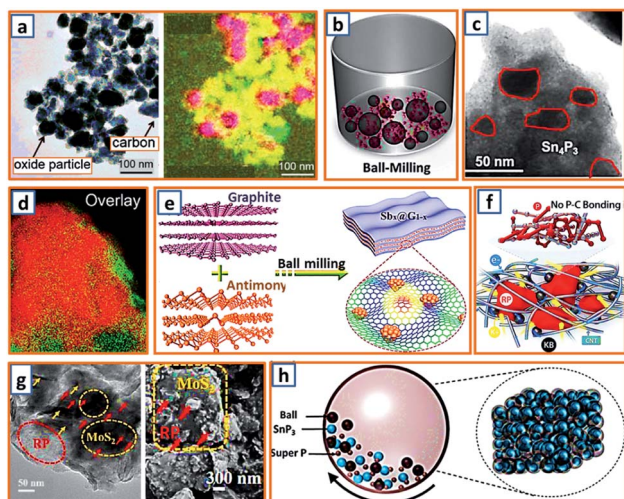 a
oxide particle
carbon
100 nm
100 nm
b
Ball-Milling
c
Sn₄P₃
50 nm
d
Overlay
e
Graphite
Antimony
Ball milling
Sbx@G1-x
f
P
No P-C Bonding
e-
RP
KB
CNT
g
RP
MoS₂
50 nm
MoS₂
RP
300 nm
h
Ball
SnP₃
Super P